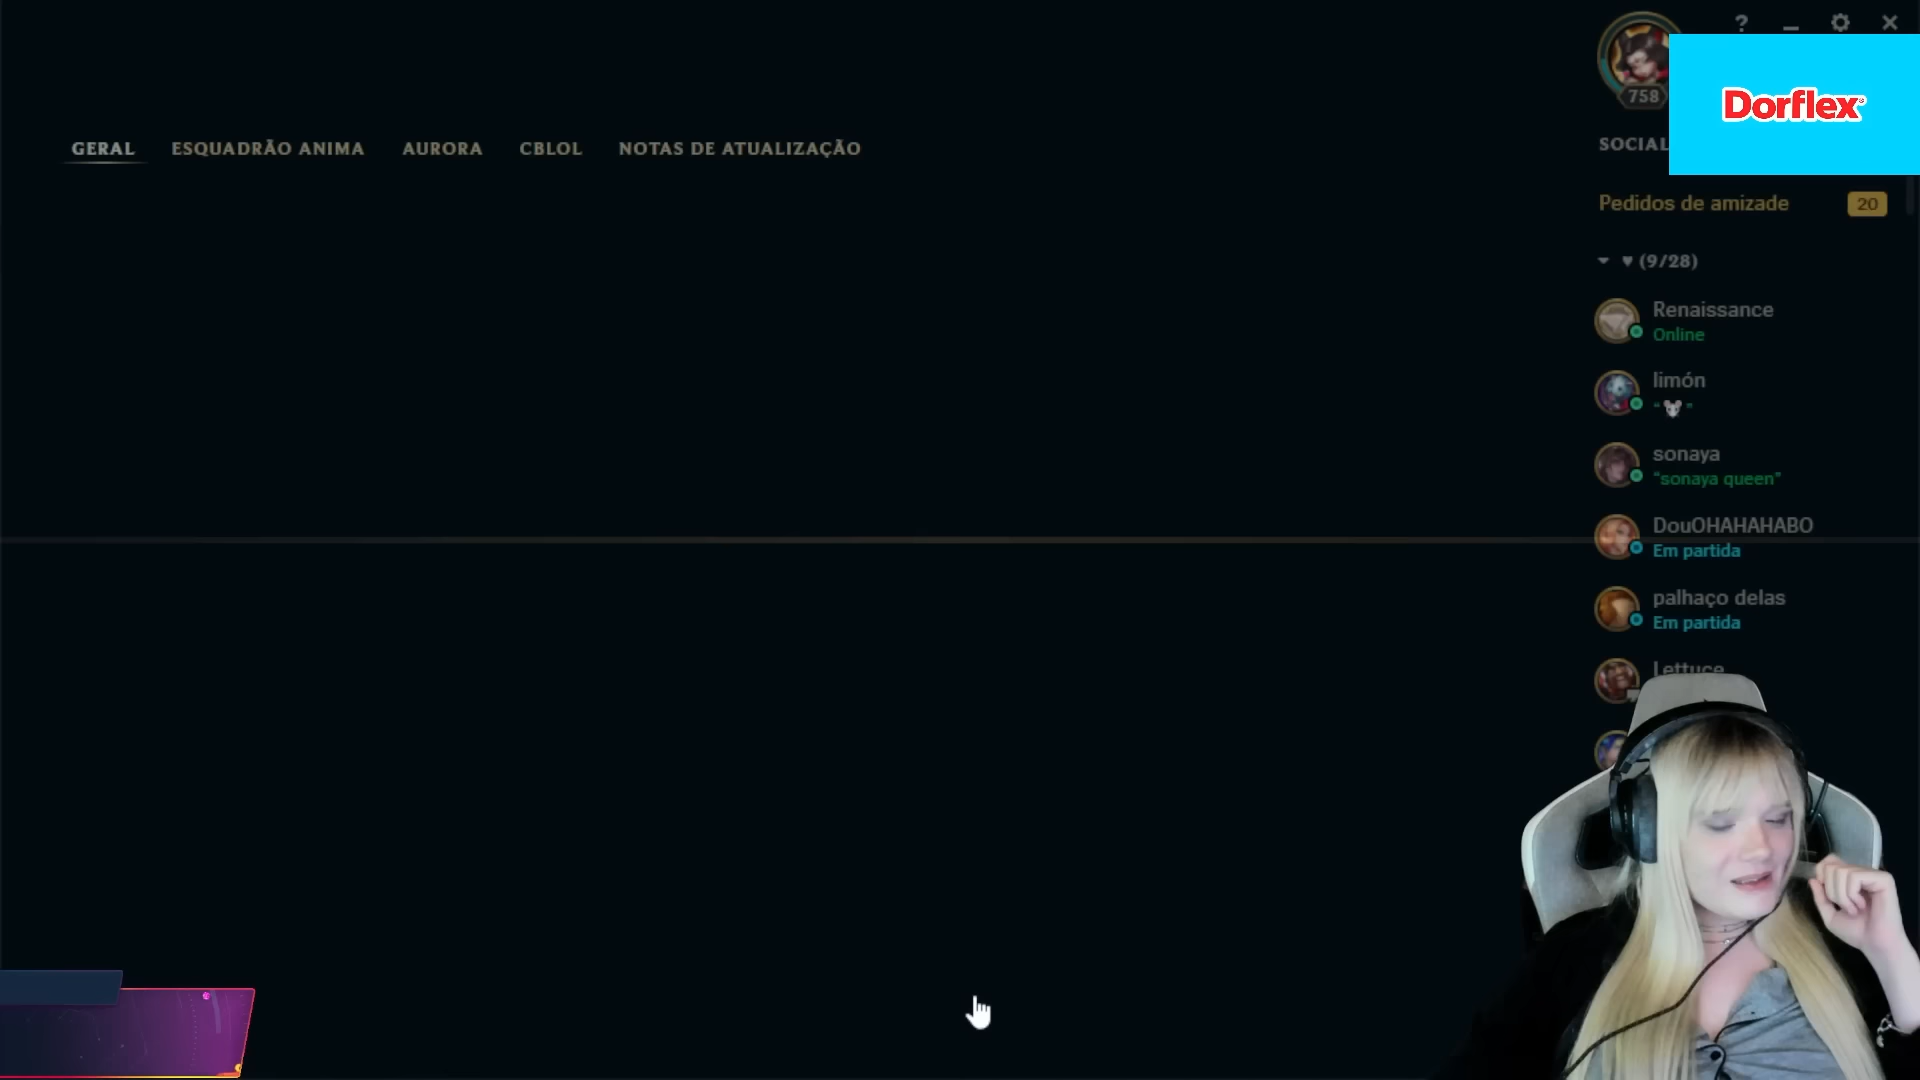 ?
758
Dorflex
GERAL ESQUADRÃO ANIMA AURORA CBLOL NOTAS DE ATUALIZAÇÃO
SOCIAL
Pedidos de amizade 20
♥ (9/28)
Renaissance
Online
limón
"🐭"
sonaya
"sonaya queen"
DouOHAHAHABO
Em partida
palhaço delas
Em partida
Lettuce